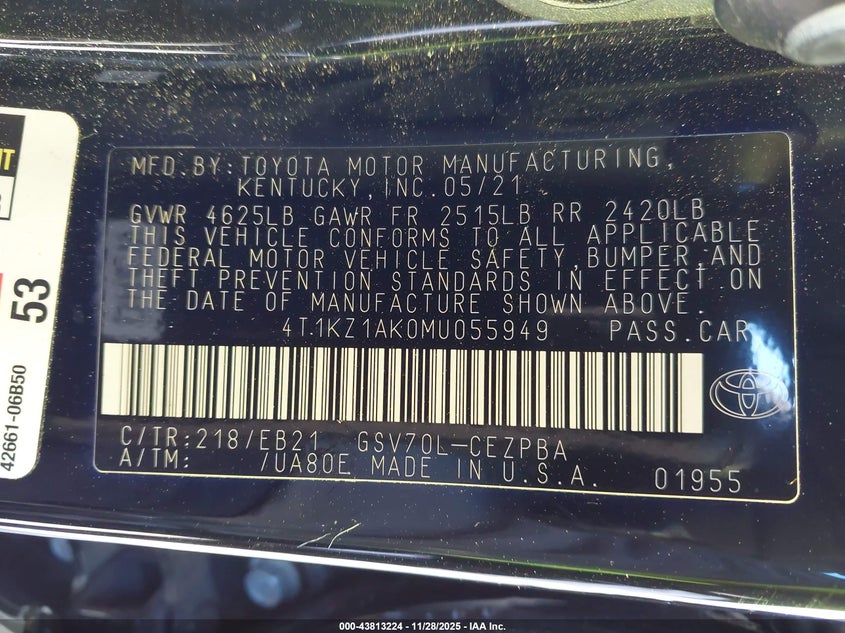 MFD. BY: TOYOTA MOTOR MANUFACTURING,
KENTUCKY, INC. 05/21
GVWR 4625LB GAWR FR 2515LB RR 2420LB
THIS VEHICLE CONFORMS TO ALL APPLICABLE
FEDERAL MOTOR VEHICLE SAFETY, BUMPER, AND
THEFT PREVENTION STANDARDS IN EFFECT ON
THE DATE OF MANUFACTURE SHOWN ABOVE.
4T1KZ1AK0MU055949 PASS. CAR
C/TR: 218/EB21 GSV70L-CEZPBA
A/TM: /UA80E MADE IN U.S.A. 01955
53
42661-06B50
000-43813224 - 11/28/2025 - IAA Inc.